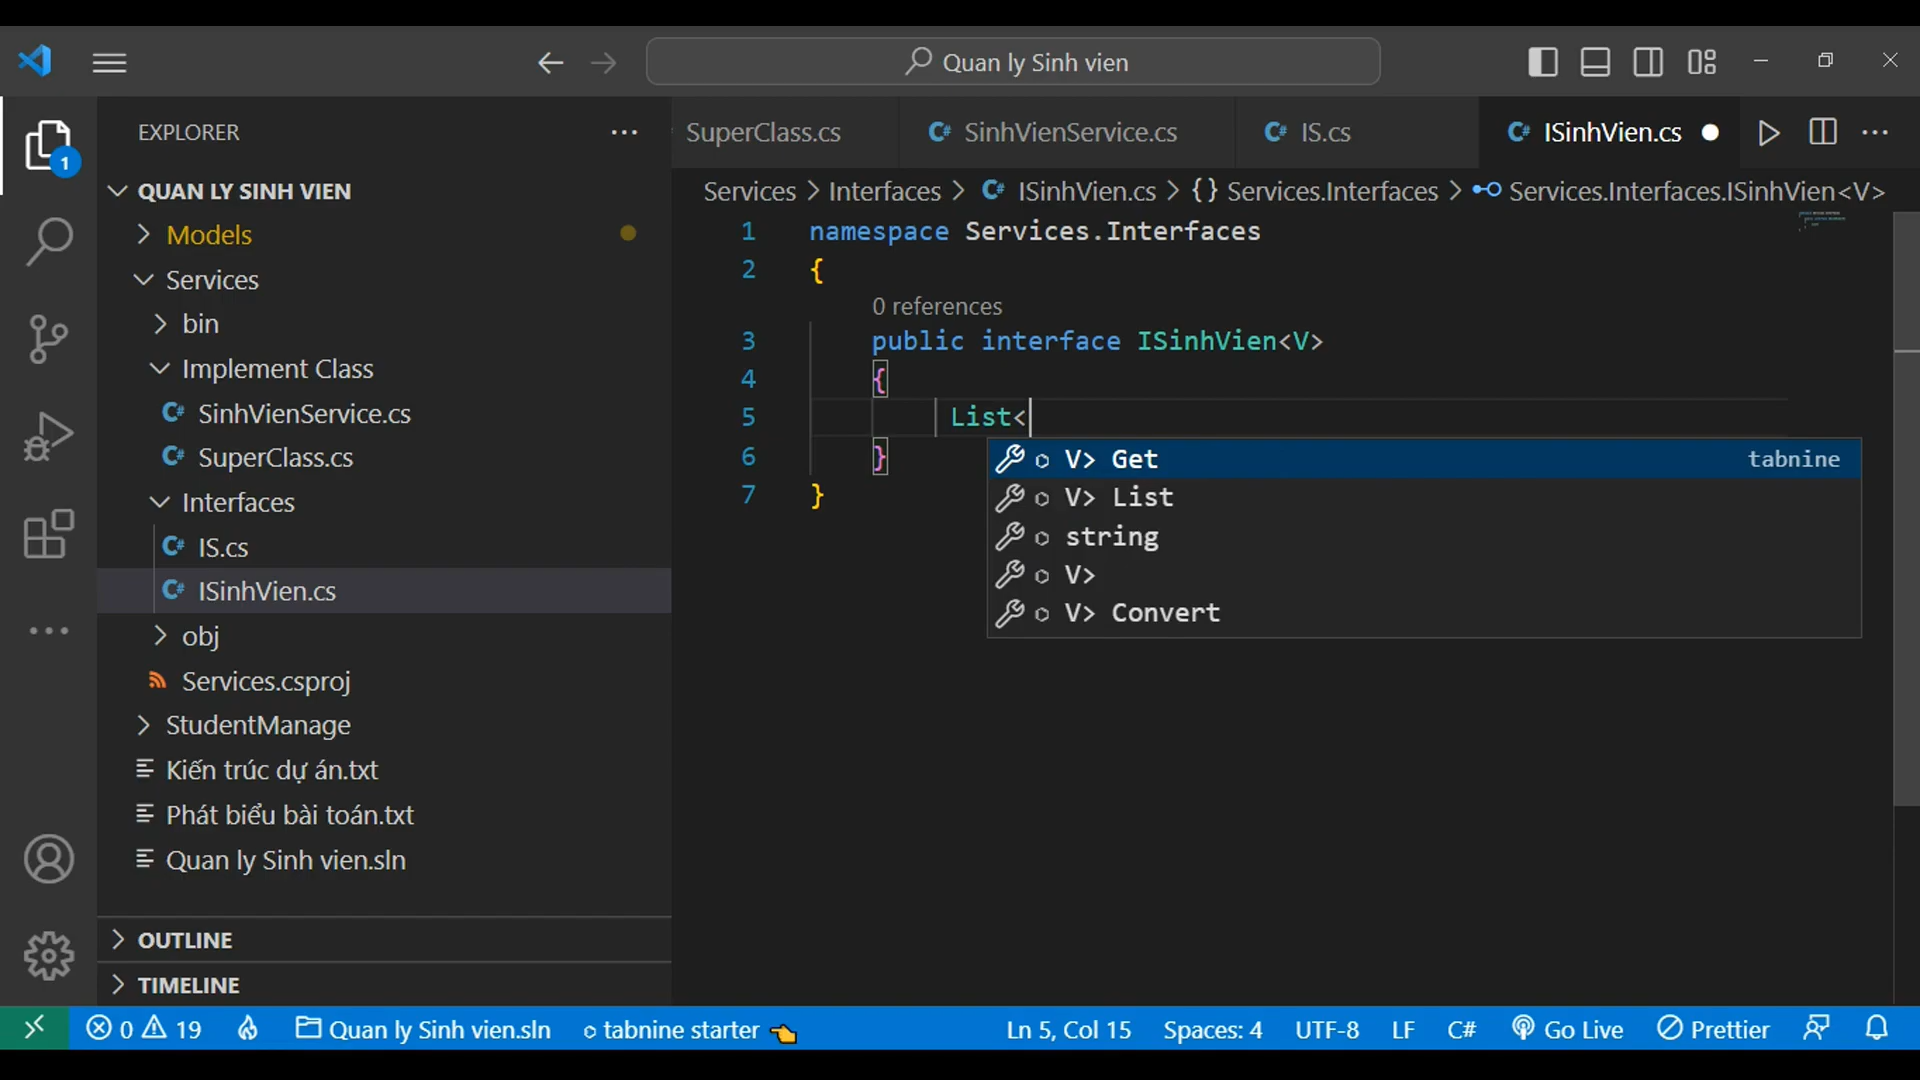 Quan ly Sinh vien
EXPLORER
1
QUAN LY SINH VIEN
Models
Services
bin
Implement Class
SinhVienService.cs
SuperClass.cs
Interfaces
IS.cs
ISinhVien.cs
obj
Services.csproj
StudentManage
Kiến trúc dự án.txt
Phát biểu bài toán.txt
Quan ly Sinh vien.sln
OUTLINE
TIMELINE
SuperClass.cs
SinhVienService.cs
IS.cs
ISinhVien.cs
Services > Interfaces > ISinhVien.cs > {} Services.Interfaces > Services.Interfaces.ISinhVien<V>
1 namespace Services.Interfaces
2 {
0 references
3 public interface ISinhVien<V>
4 {
5 List<
6 }
7 }
V> Get tabnine
V> List
string
V>
V> Convert
0 19 Quan ly Sinh vien.sln tabnine starter Ln 5, Col 15 Spaces: 4 UTF-8 LF C# Go Live Prettier